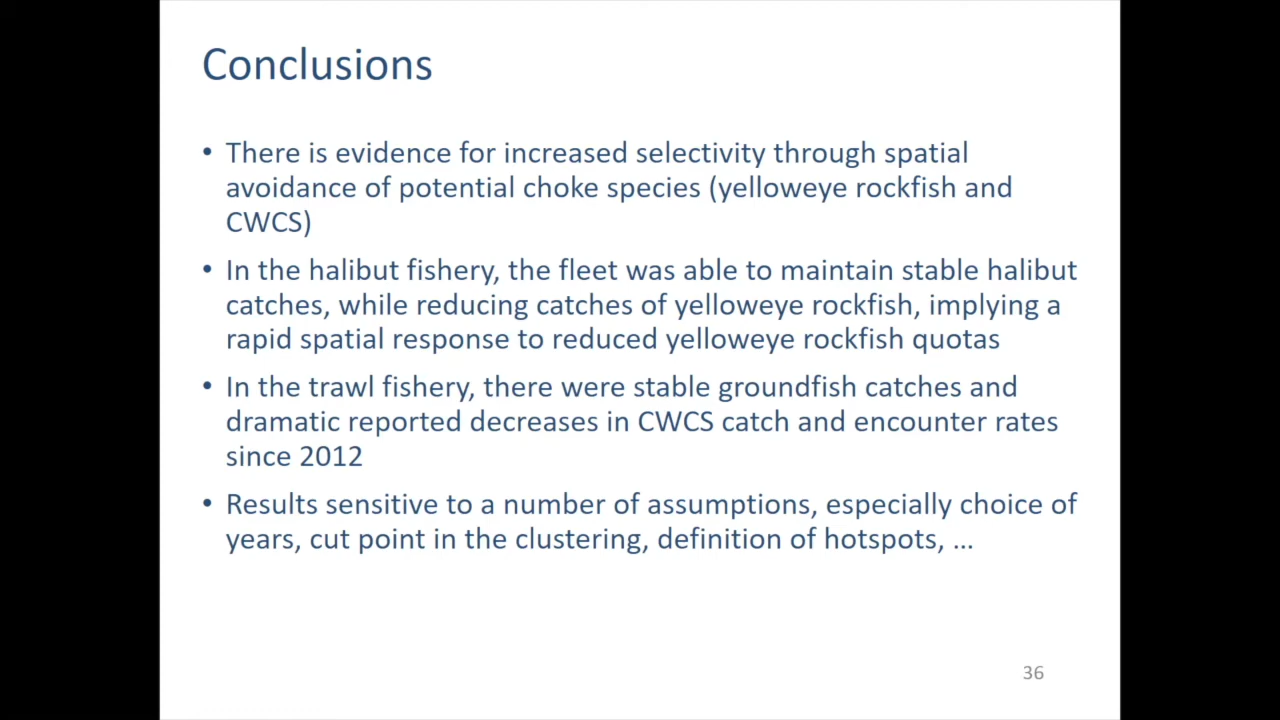 Conclusions
• There is evidence for increased selectivity through spatial
avoidance of potential choke species (yelloweye rockfish and
CWCS)
• In the halibut fishery, the fleet was able to maintain stable halibut
catches, while reducing catches of yelloweye rockfish, implying a
rapid spatial response to reduced yelloweye rockfish quotas
• In the trawl fishery, there were stable groundfish catches and
dramatic reported decreases in CWCS catch and encounter rates
since 2012
• Results sensitive to a number of assumptions, especially choice of
years, cut point in the clustering, definition of hotspots, ...
36